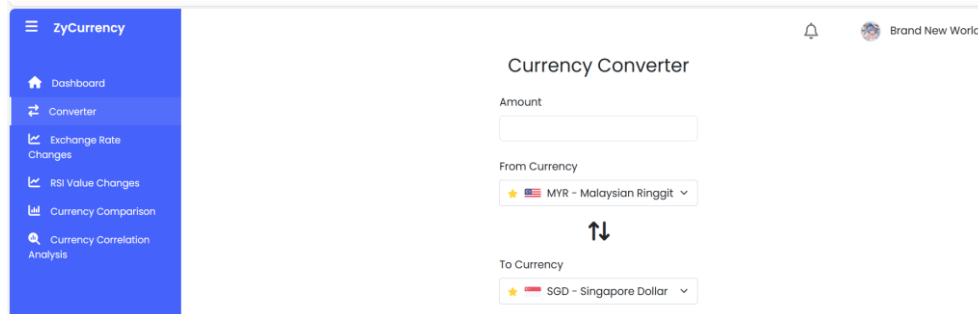 ZyCurrency
Brand New World
Dashboard
Converter
Exchange Rate
Changes
RSI Value Changes
Currency Comparison
Currency Correlation
Analysis
Currency Converter
Amount
From Currency
MYR - Malaysian Ringgit
To Currency
SGD - Singapore Dollar